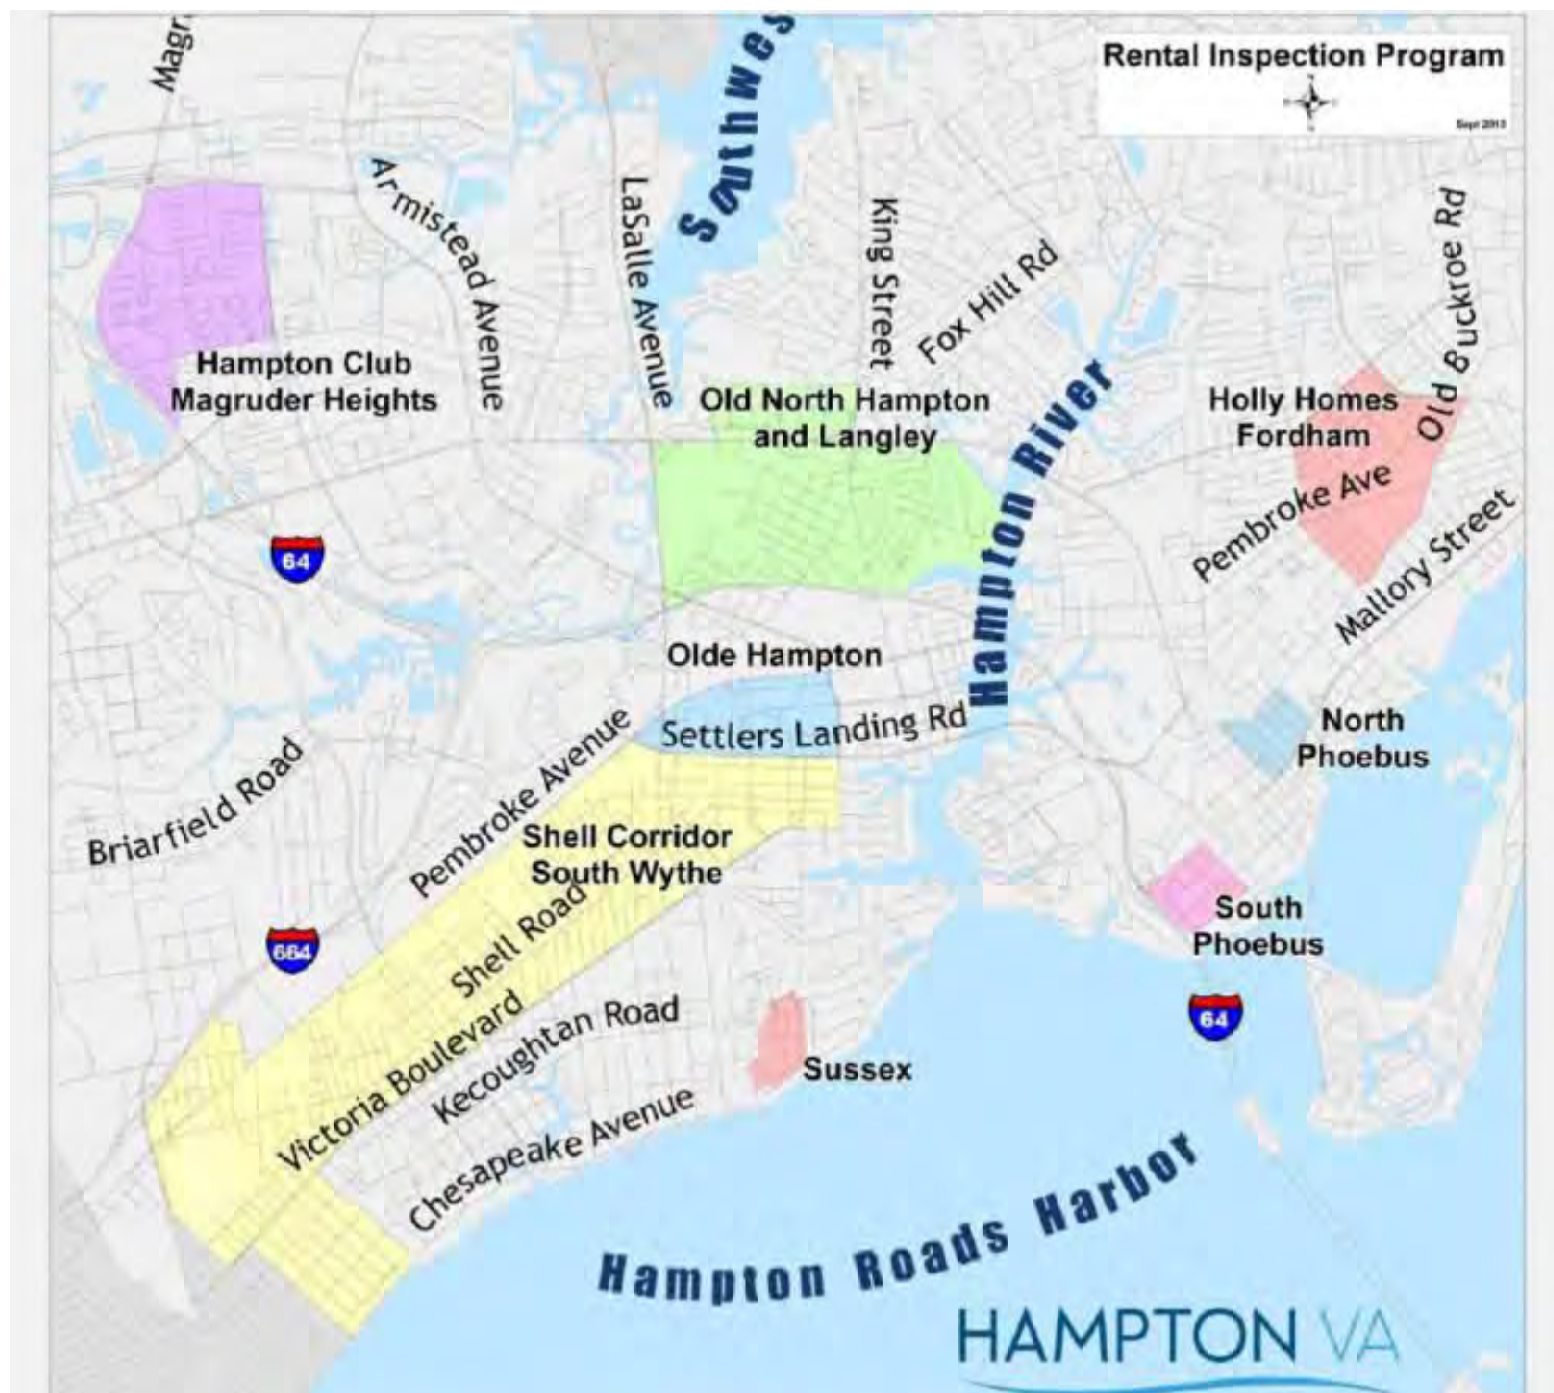 Magr
Southwes
Rental Inspection Program
Sept 2013
Armistead Avenue
LaSalle Avenue
King Street
Fox Hill Rd
Old Buckroe Rd
Hampton Club
Magruder Heights
Old North Hampton
and Langley
Hampton River
Holly Homes
Fordham
Pembroke Ave
Mallory Street
64
Olde Hampton
Settlers Landing Rd
North
Phoebus
Briarfield Road
Pembroke Avenue
Shell Corridor
South Wythe
Shell Road
South
Phoebus
664
Victoria Boulevard
Kecoughtan Road
64
Sussex
Chesapeake Avenue
Hampton Roads Harbor
HAMPTON VA